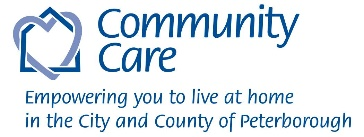 Community
Care
Empowering you to live at home
in the City and County of Peterborough